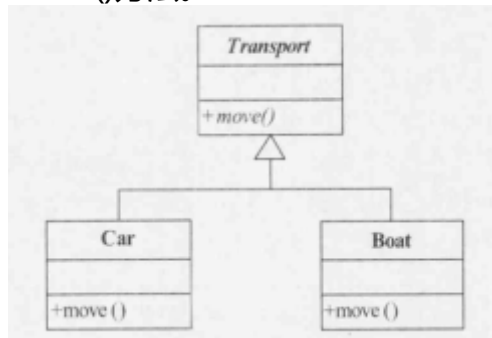 Transport
+move()
Car
Boat
+move ()
+move ()